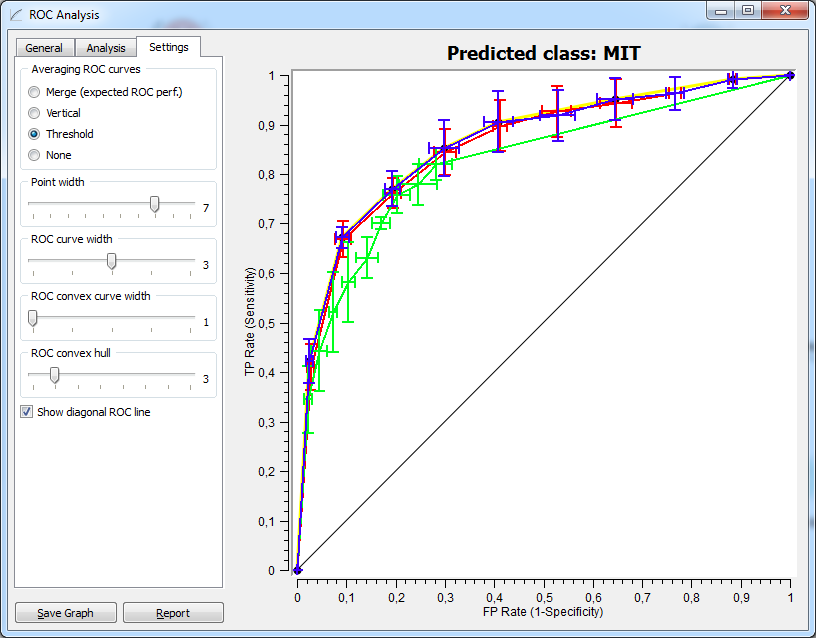 ROC Analysis
General Analysis Settings
Averaging ROC curves
Merge (expected ROC perf.)
Vertical
Threshold
None
Point width
7
ROC curve width
3
ROC convex curve width
1
ROC convex hull
3
Show diagonal ROC line
Save Graph Report
Predicted class: MIT
TP Rate (Sensitivity)
1
0,9
0,8
0,7
0,6
0,5
0,4
0,3
0,2
0,1
0
0 0,1 0,2 0,3 0,4 0,5 0,6 0,7 0,8 0,9 1
FP Rate (1-Specificity)